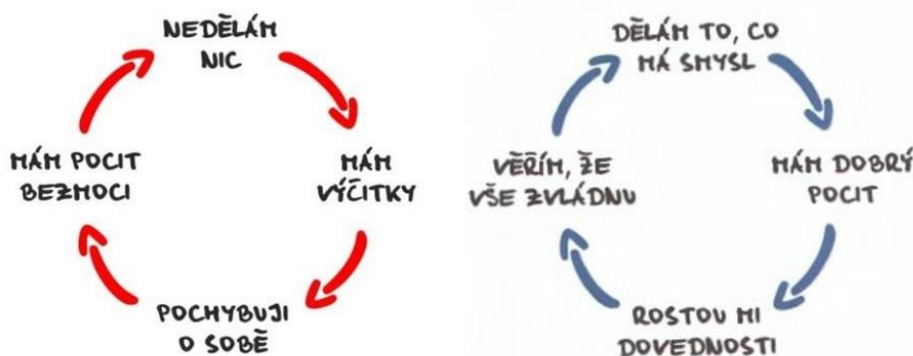 NEDĚLÁM
NIC
MÁM
VÝČITKY
POCHYBUJI
O SOBĚ
MÁM POCIT
BEZMOCI
DĚLÁM TO, CO
MÁ SMYSL
MÁM DOBRÝ
POCIT
ROSTOU MI
DOVEDNOSTI
VĚŘÍM, ŽE
VŠE ZVLÁDNU